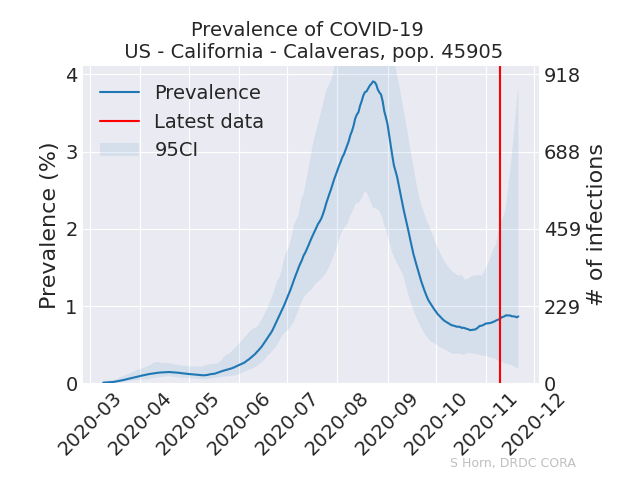 Prevalence of COVID-19
US - California - Calaveras, pop. 45905
Prevalence
Latest data
95CI
Prevalence (%)
4
3
2
1
0
918
688
459
229
0
# of infections
2020-03
2020-04
2020-05
2020-06
2020-07
2020-08
2020-09
2020-10
2020-11
2020-12
S Horn, DRDC CORA